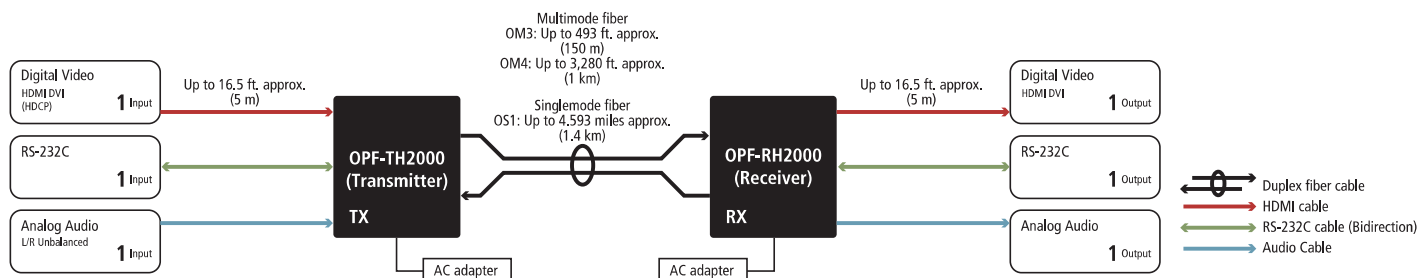 Digital Video
HDMI DVI
(HDCP)
1 Input
RS-232C
1 Input
Analog Audio
L/R Unbalanced
1 Input
Up to 16.5 ft. approx.
(5 m)
OPF-TH2000
(Transmitter)
TX
AC adapter
Multimode fiber
OM3: Up to 493 ft. approx.
(150 m)
OM4: Up to 3,280 ft. approx.
(1 km)
Singlemode fiber
OS1: Up to 4.593 miles approx.
(1.4 km)
OPF-RH2000
(Receiver)
RX
AC adapter
Up to 16.5 ft. approx.
(5 m)
Digital Video
HDMI DVI
1 Output
RS-232C
1 Output
Analog Audio
1 Output
Duplex fiber cable
HDMI cable
RS-232C cable (Bidirection)
Audio Cable